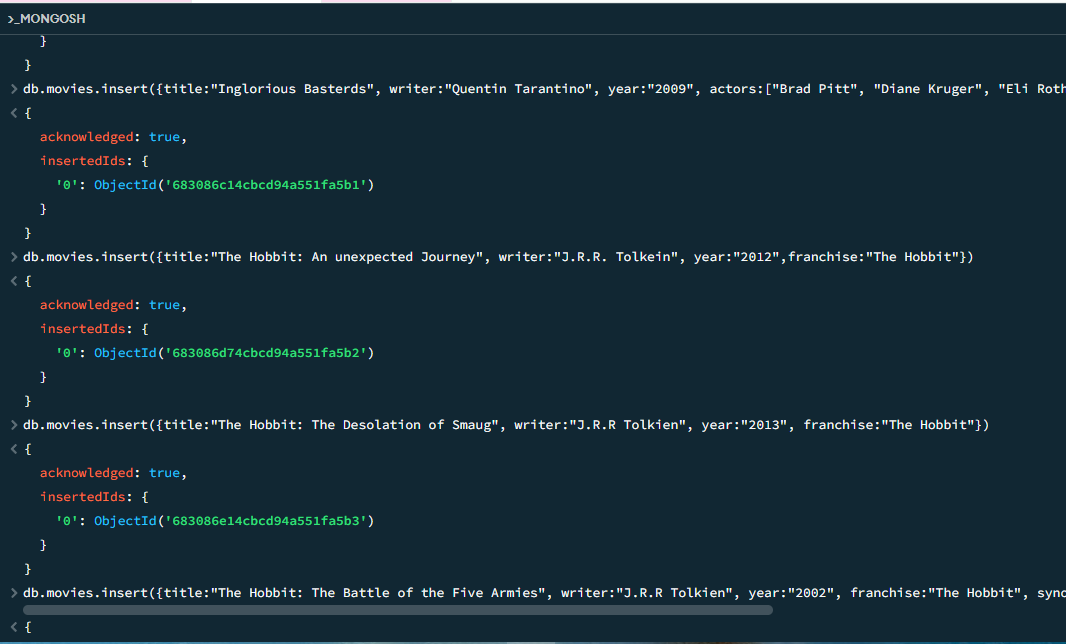 >_MONGOSH
}
}
> db.movies.insert({title:"Inglorious Basterds", writer:"Quentin Tarantino", year:"2009", actors:["Brad Pitt", "Diane Kruger", "Eli Roth
< {
acknowledged: true,
insertedIds: {
'0': ObjectId('683086c14cbcd94a551fa5b1')
}
}
> db.movies.insert({title:"The Hobbit: An unexpected Journey", writer:"J.R.R. Tolkein", year:"2012",franchise:"The Hobbit"})
< {
acknowledged: true,
insertedIds: {
'0': ObjectId('683086d74cbcd94a551fa5b2')
}
}
> db.movies.insert({title:"The Hobbit: The Desolation of Smaug", writer:"J.R.R Tolkien", year:"2013", franchise:"The Hobbit"})
< {
acknowledged: true,
insertedIds: {
'0': ObjectId('683086e14cbcd94a551fa5b3')
}
}
> db.movies.insert({title:"The Hobbit: The Battle of the Five Armies", writer:"J.R.R Tolkien", year:"2002", franchise:"The Hobbit", syno
< {